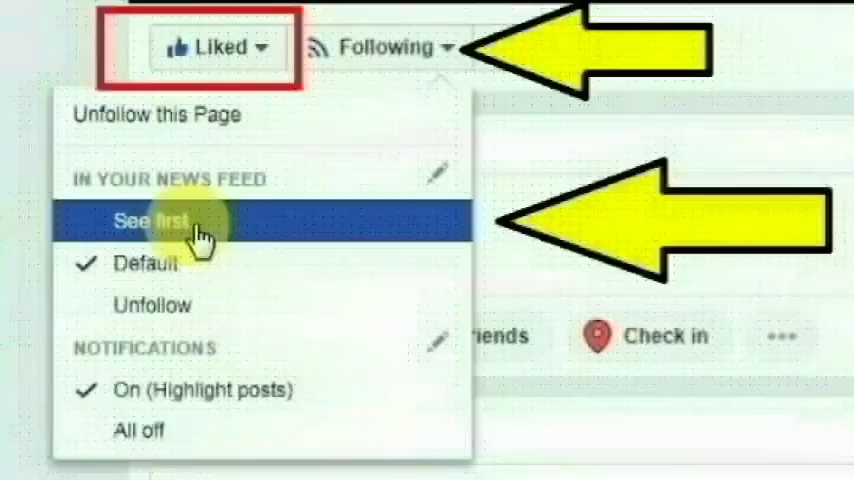 Liked Following
Unfollow this Page
IN YOUR NEWS FEED
See first
Default
Unfollow
NOTIFICATIONS
On (Highlight posts)
All off
riends Check in